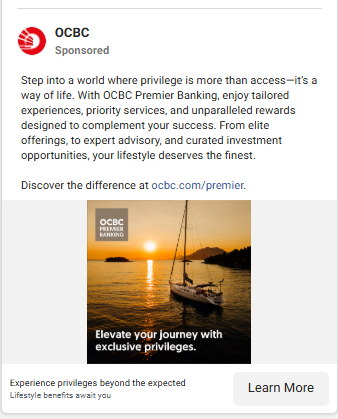 OCBC
Sponsored
Step into a world where privilege is more than access—it's a
way of life. With OCBC Premier Banking, enjoy tailored
experiences, priority services, and unparalleled rewards
designed to complement your success. From elite
offerings, to expert advisory, and curated investment
opportunities, your lifestyle deserves the finest.
Discover the difference at ocbc.com/premier.
OCBC
PREMIER
BANKING
Elevate your journey with
exclusive privileges.
Experience privileges beyond the expected
Lifestyle benefits await you
Learn More